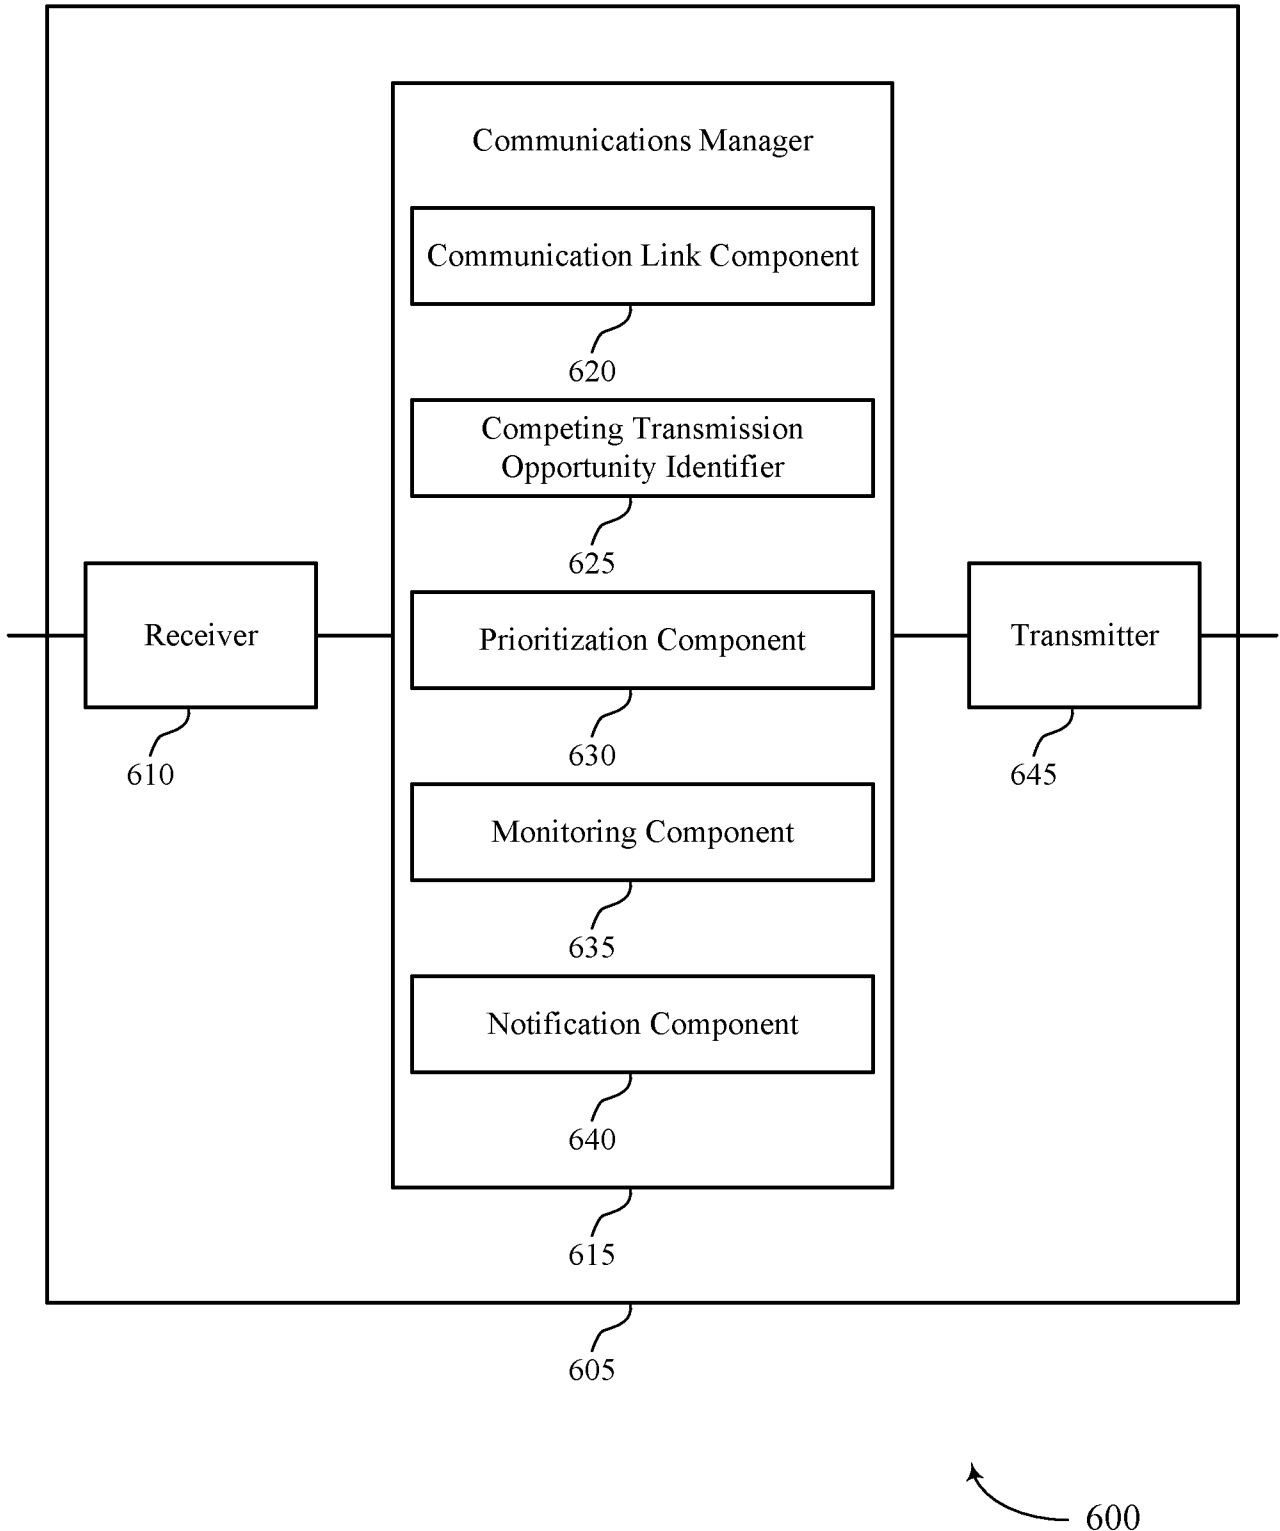 Communications Manager
Communication Link Component
620
Competing Transmission
Opportunity Identifier
625
Receiver
610
Prioritization Component
630
Transmitter
645
Monitoring Component
635
Notification Component
640
615
605
600